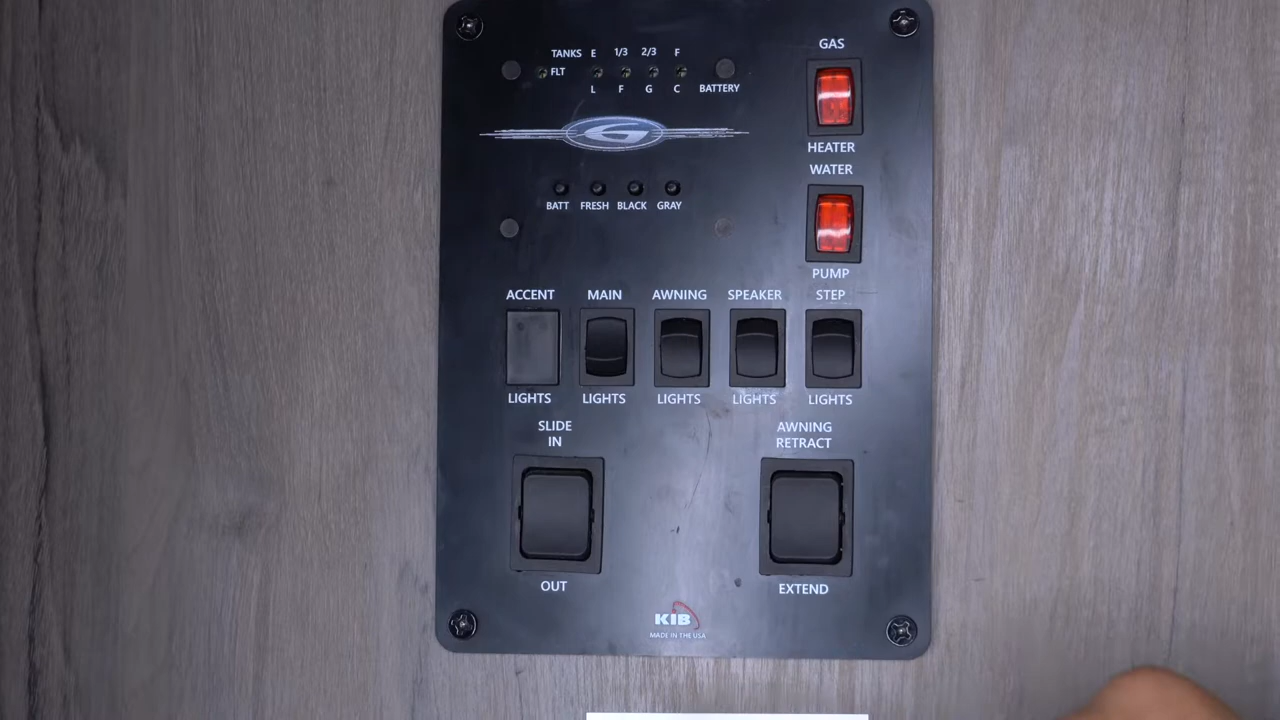 GAS
TANKS E 1/3 2/3 F
FLT
L F G C BATTERY
G
HEATER
WATER
BATT FRESH BLACK GRAY
PUMP
ACCENT MAIN AWNING SPEAKER STEP
LIGHTS LIGHTS LIGHTS LIGHTS LIGHTS
SLIDE IN
AWNING RETRACT
OUT
EXTEND
KIB
MADE IN THE USA